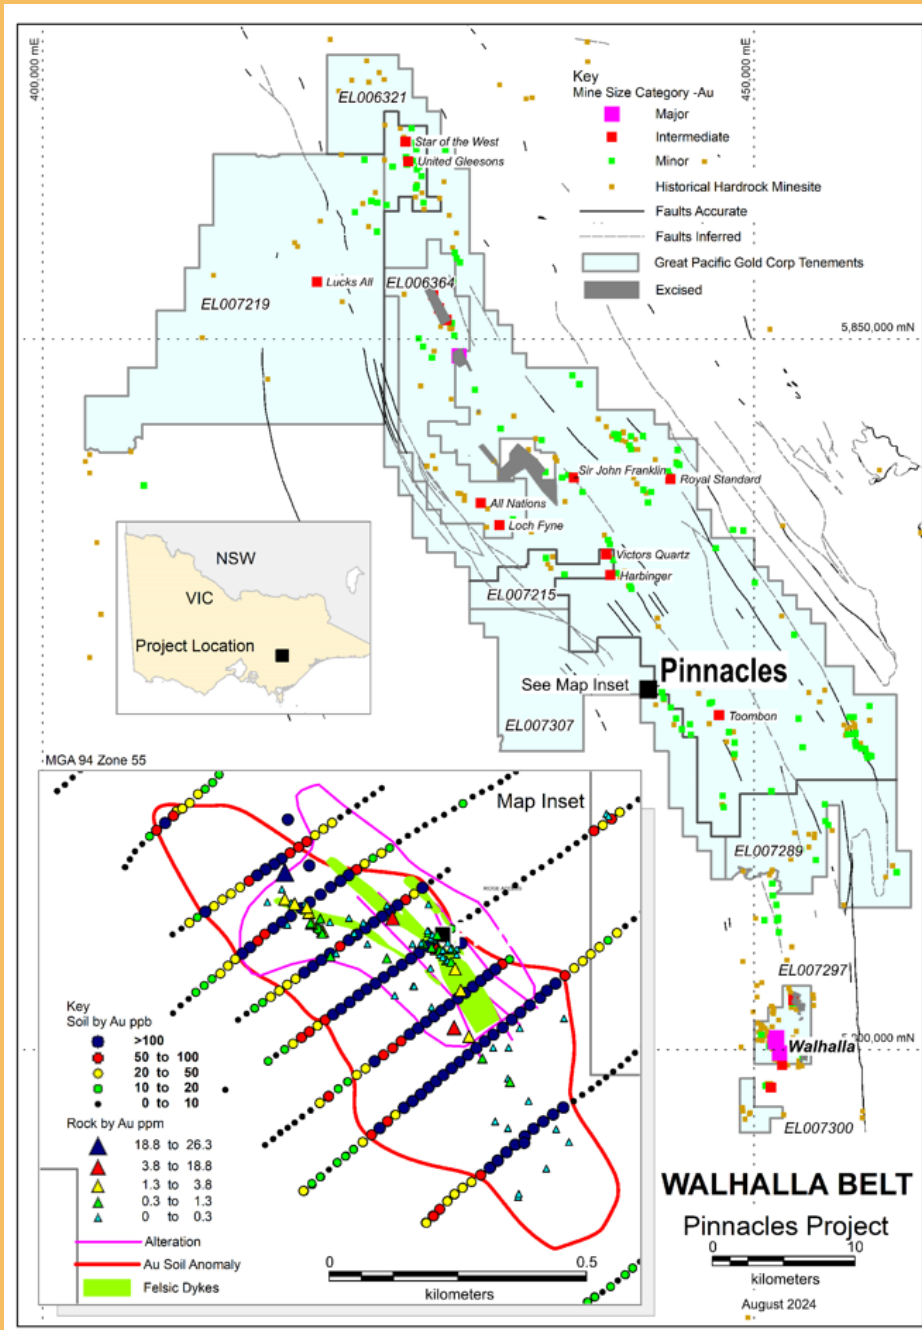 400,000 mE
450,000 mE
EL006321
Key
Mine Size Category -Au
Major
Intermediate
Minor
Historical Hardrock Minesite
Faults Accurate
Faults Inferred
Great Pacific Gold Corp Tenements
Excised
Star of the West
United Gleesons
EL007219
Lucks All
EL006364
5,850,000 mN
Sir John Franklin
Royal Standard
All Nations
Loch Fyne
Victors Quartz
Harbinger
EL007215
NSW
VIC
Project Location
Pinnacles
See Map Inset
EL007307
Toombon
MGA 94 Zone 55
Map Inset
EL007289
EL007297
Walhalla
00,000 mN
EL007300
Key
Soil by Au ppb
>100
50 to 100
20 to 50
10 to 20
0 to 10
Rock by Au ppm
18.8 to 26.3
3.8 to 18.8
1.3 to 3.8
0.3 to 1.3
0 to 0.3
Alteration
Au Soil Anomaly
Felsic Dykes
0 0.5
kilometers
WALHALLA BELT
Pinnacles Project
0 10
kilometers
August 2024